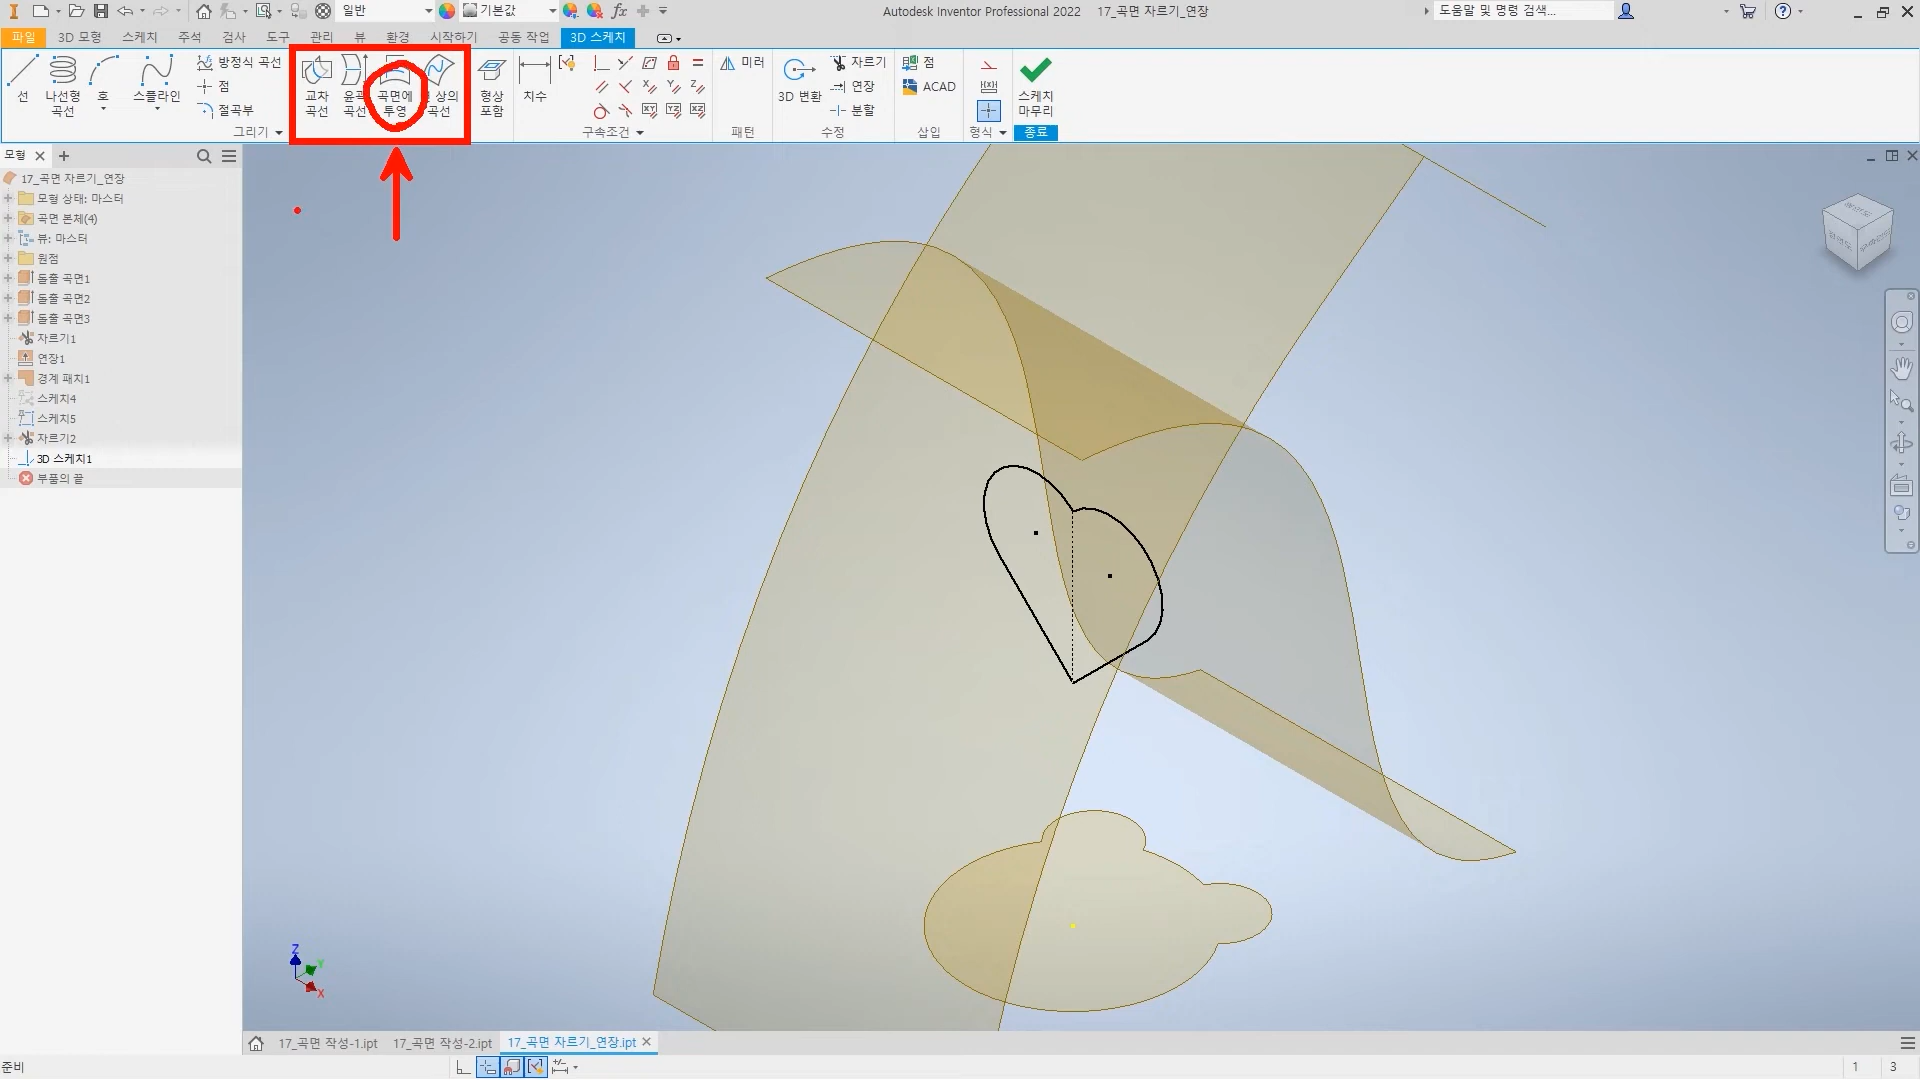 일반
기본값
fx
Autodesk Inventor Professional 2022 17_곡면 자르기_연장
도움말 및 명령 검색...
파일 3D 모형 스케치 주석 검사 도구 관리 뷰 환경 시작하기 공동 작업 3D 스케치
선
나선형
곡선
호
스플라인
방정식 곡선
점
절곡부
그리기
교차
곡선
윤곽
곡선
곡면에
투영
상의
곡선
형상
포함
치수
구속조건
미러
패턴
3D 변환
자르기
연장
분할
수정
점
ACAD
삽입
형식
스케치
마무리
종료
모형
17_곡면 자르기_연장
모형 상태: 마스터
곡면 본체(4)
뷰: 마스터
원점
돌출 곡면1
돌출 곡면2
돌출 곡면3
자르기1
연장1
경계 패치1
스케치4
스케치5
자르기2
3D 스케치1
부품의 끝
Z
Y
X
17_곡면 작성-1.ipt 17_곡면 작성-2.ipt 17_곡면 자르기_연장.ipt
준비
1 3